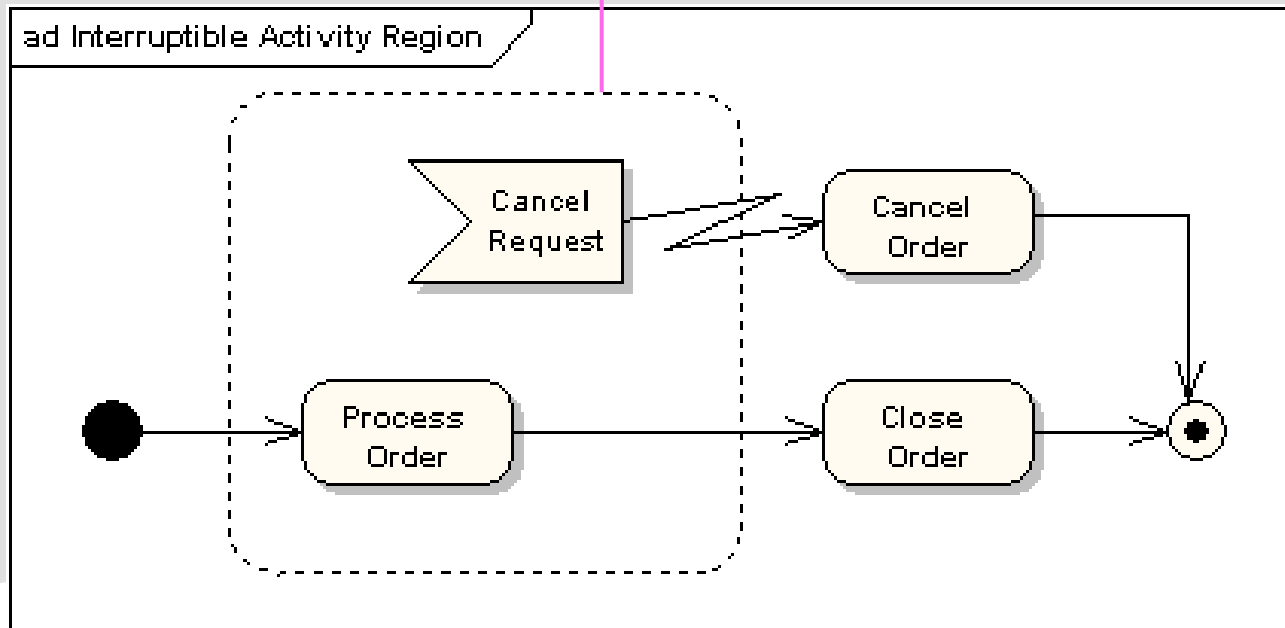 ad Interruptible Activity Region
Cancel
Request
Cancel
Order
Process
Order
Close
Order